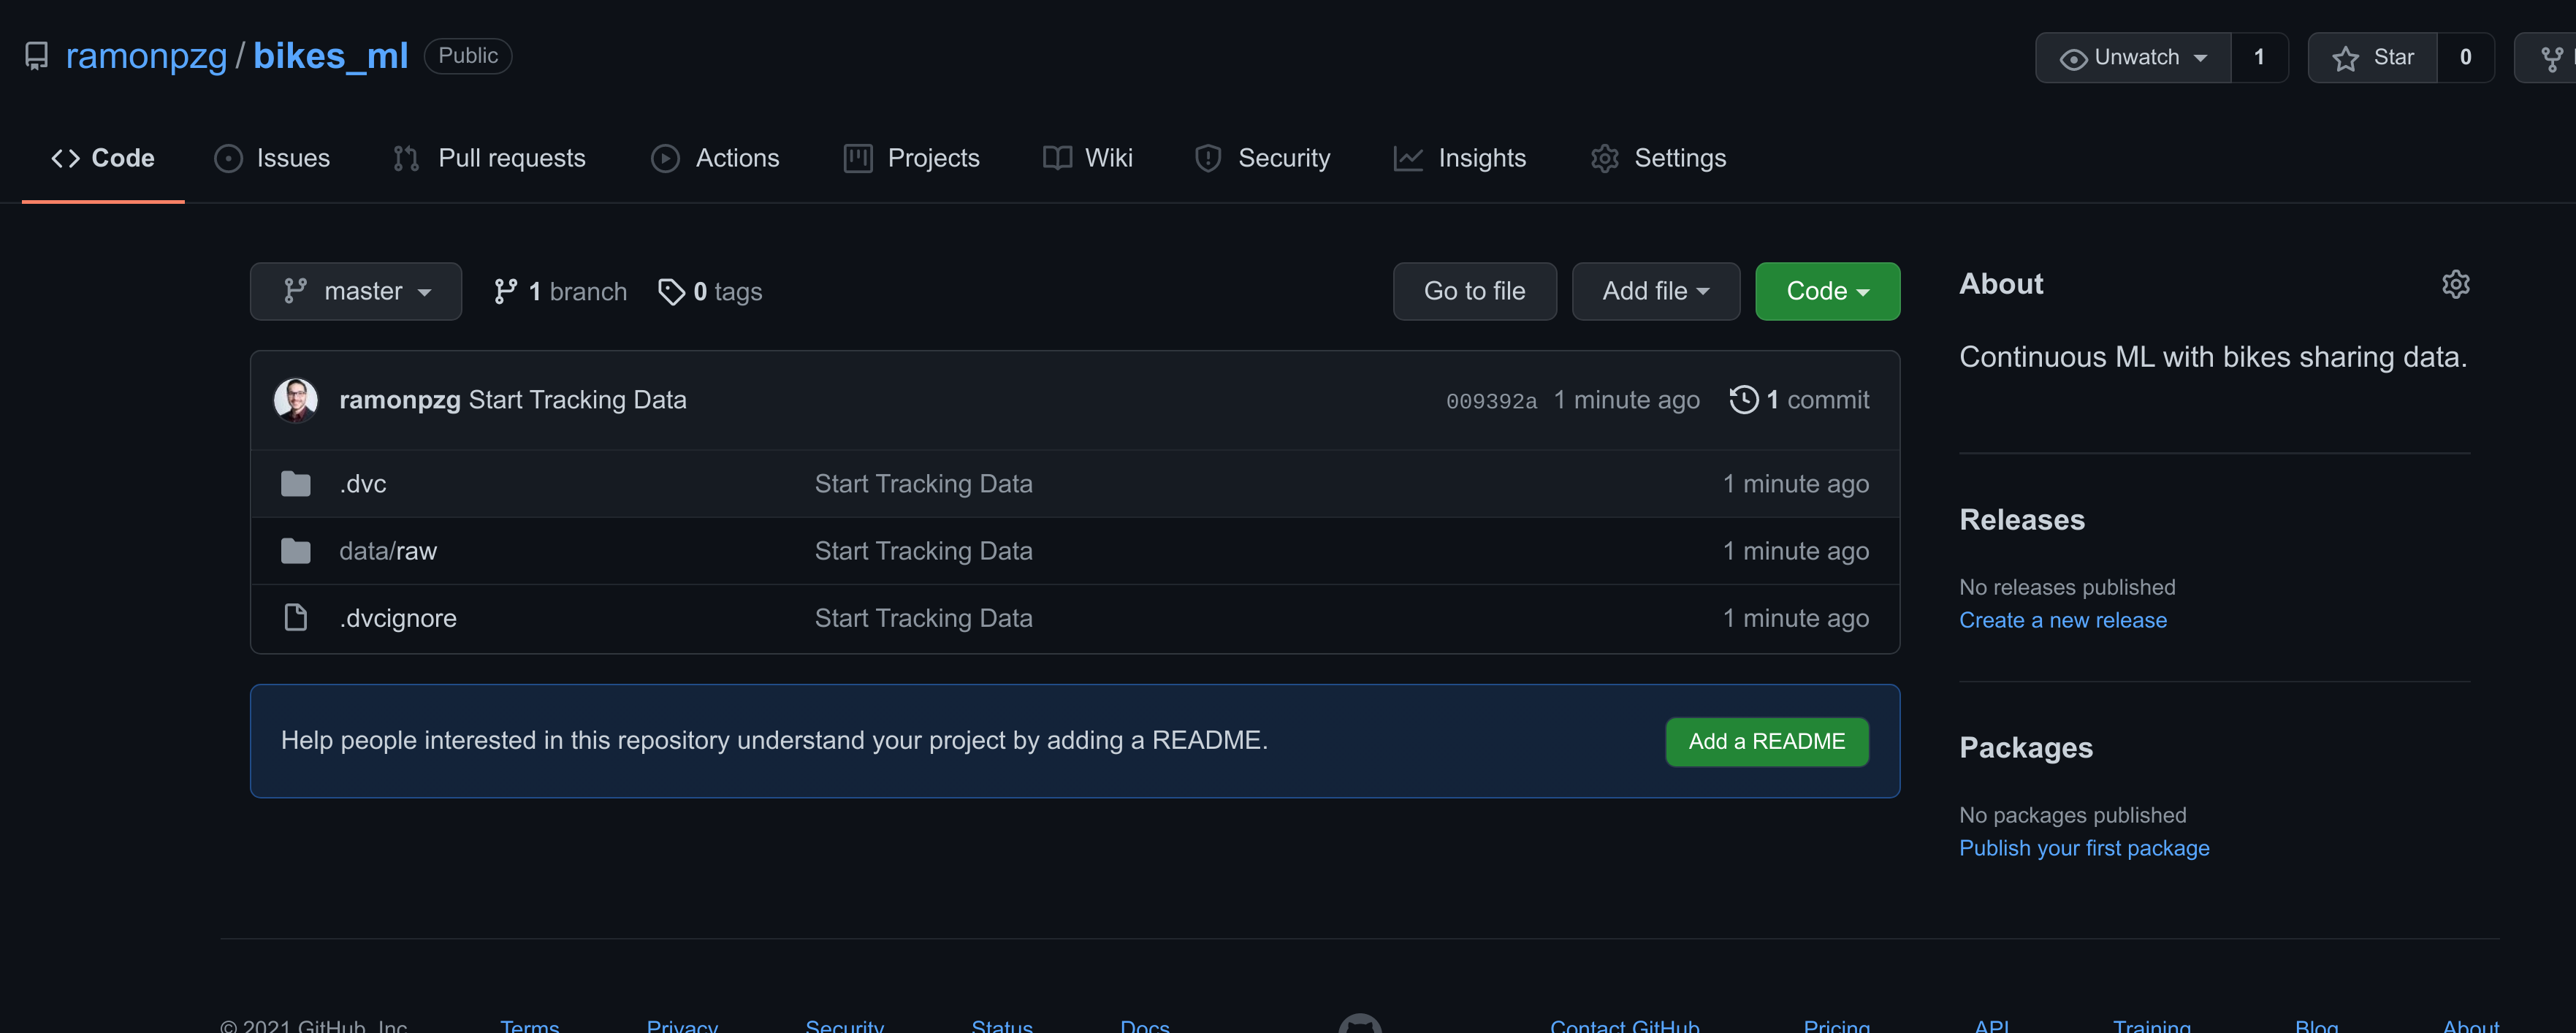 ramonpzg / bikes_ml Public Unwatch 1 Star 0
Code Issues Pull requests Actions Projects Wiki Security Insights Settings
master 1 branch 0 tags Go to file Add file Code
ramonpzg Start Tracking Data 009392a 1 minute ago 1 commit
.dvc Start Tracking Data 1 minute ago
data/raw Start Tracking Data 1 minute ago
.dvcignore Start Tracking Data 1 minute ago
Help people interested in this repository understand your project by adding a README. Add a README
About
Continuous ML with bikes sharing data.
Releases
No releases published
Create a new release
Packages
No packages published
Publish your first package
© 2021 GitHub, Inc. Terms Privacy Security Status Docs Contact GitHub Pricing API Training Blog About